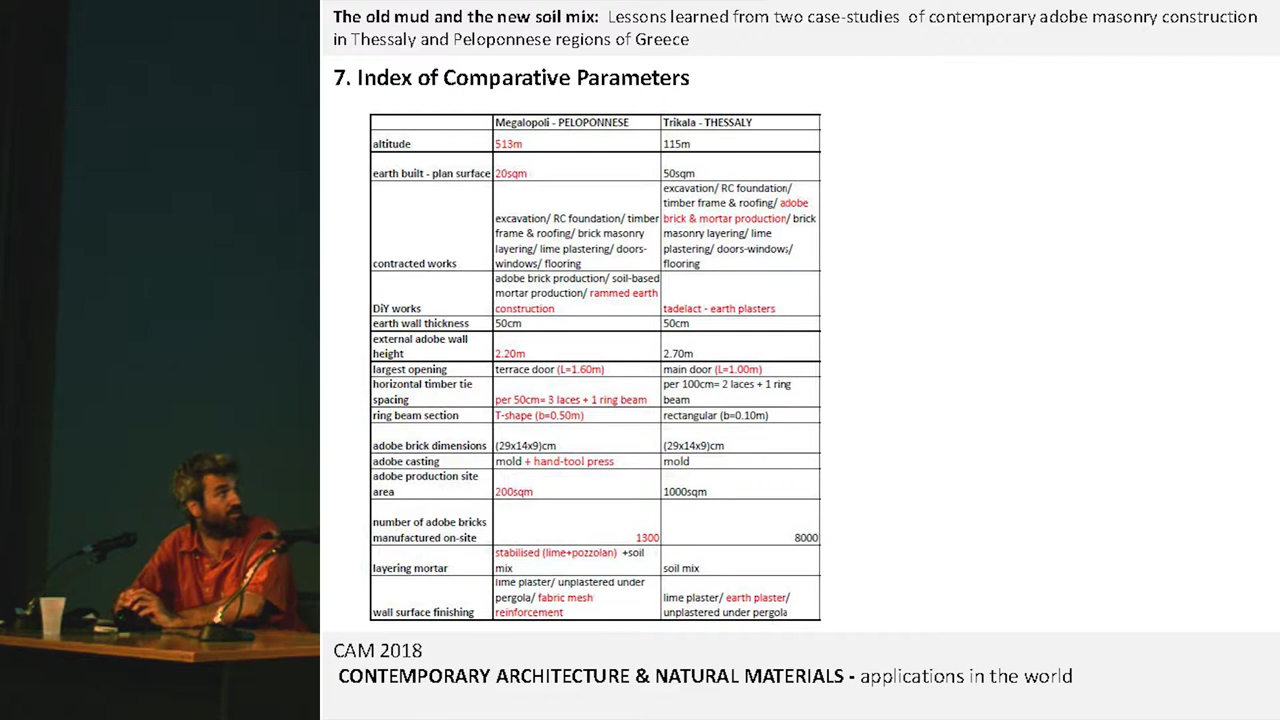 The old mud and the new soil mix: Lessons learned from two case-studies of contemporary adobe masonry construction
in Thessaly and Peloponnese regions of Greece
7. Index of Comparative Parameters
Megalopoli - PELOPONNESE Trikala - THESSALY
altitude 513m 115m
earth built - plan surface 20sqm 50sqm
contracted works
excavation/ RC foundation/ timber
frame & roofing/ brick masonry
layering/ lime plastering/ doors-
windows/ flooring
excavation/ RC foundation/
timber frame & roofing/ adobe
brick & mortar production/ brick
masonry layering/ lime
plastering/ doors-windows/
flooring
DiY works
adobe brick production/ soil-based
mortar production/ rammed earth
construction
tadelact - earth plasters
earth wall thickness 50cm 50cm
external adobe wall
height 2.20m 2.70m
largest opening terrace door (L=1.60m) main door (L=1.00m)
horizontal timber tie
spacing
per 50cm= 3 laces + 1 ring beam
per 100cm= 2 laces + 1 ring
beam
ring beam section T-shape (b=0.50m) rectangular (b=0.10m)
adobe brick dimensions (29x14x9)cm (29x14x9)cm
adobe casting mold + hand-tool press mold
adobe production site
area 200sqm 1000sqm
number of adobe bricks
manufactured on-site 1300 8000
layering mortar
stabilised (lime+pozzolan) +soil
mix
soil mix
wall surface finishing
lime plaster/ unplastered under
pergola/ fabric mesh
reinforcement
lime plaster/ earth plaster/
unplastered under pergola
CAM 2018
CONTEMPORARY ARCHITECTURE & NATURAL MATERIALS - applications in the world